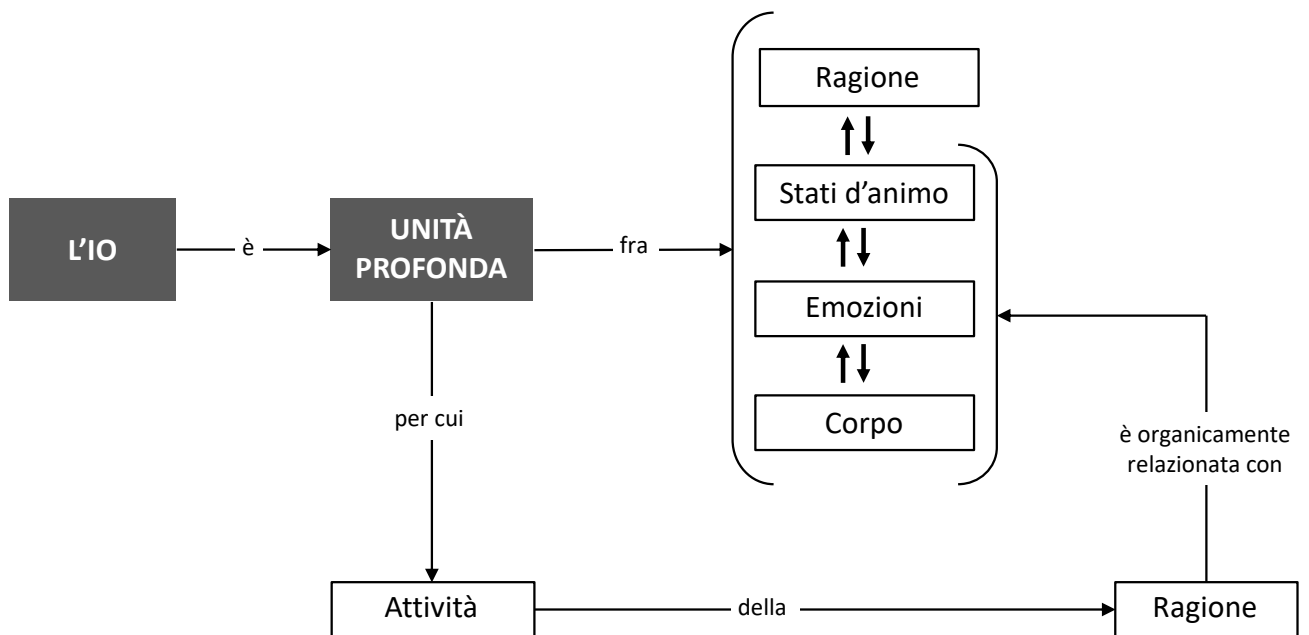 L'IO
è
UNITÀ
PROFONDA
fra
Ragione
Stati d'animo
Emozioni
Corpo
per cui
Attività
della
Ragione
è organicamente
relazionata con